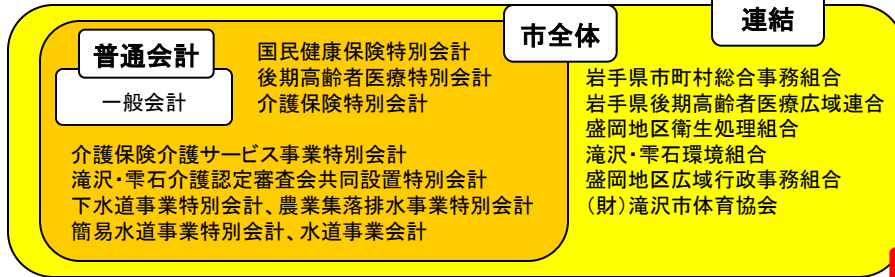 連結
市全体
普通会計
一般会計
国民健康保険特別会計
後期高齢者医療特別会計
介護保険特別会計
介護保険介護サービス事業特別会計
滝沢・雫石介護認定審査会共同設置特別会計
下水道事業特別会計、農業集落排水事業特別会計
簡易水道事業特別会計、水道事業会計
岩手県市町村総合事務組合
岩手県後期高齢者医療広域連合
盛岡地区衛生処理組合
滝沢・雫石環境組合
盛岡地区広域行政事務組合
(財)滝沢市体育協会